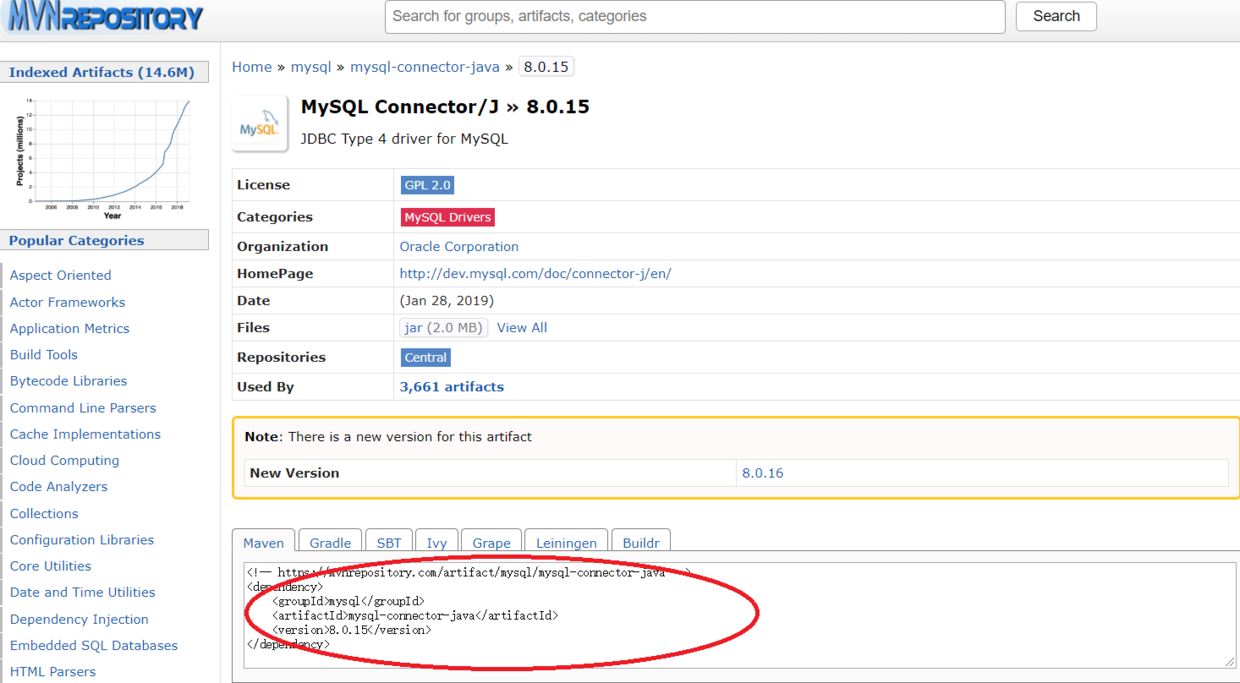 MVNREPOSITORY
Search for groups, artifacts, categories
Search
Indexed Artifacts (14.6M)
Projects (millions)
14
12
10
8
6
4
2
0
2006 2008 2010 2012 2014 2016 2018
Year
Popular Categories
Aspect Oriented
Actor Frameworks
Application Metrics
Build Tools
Bytecode Libraries
Command Line Parsers
Cache Implementations
Cloud Computing
Code Analyzers
Collections
Configuration Libraries
Core Utilities
Date and Time Utilities
Dependency Injection
Embedded SQL Databases
HTML Parsers
Home » mysql » mysql-connector-java » 8.0.15
MySQL
MySQL Connector/J » 8.0.15
JDBC Type 4 driver for MySQL
License GPL 2.0
Categories MySQL Drivers
Organization Oracle Corporation
HomePage http://dev.mysql.com/doc/connector-j/en/
Date (Jan 28, 2019)
Files jar (2.0 MB) View All
Repositories Central
Used By 3,661 artifacts
Note: There is a new version for this artifact
New Version 8.0.16
Maven Gradle SBT Ivy Grape Leiningen Buildr
<!-- https://mvnrepository.com/artifact/mysql/mysql-connector-java -->
<dependency>
<groupId>mysql</groupId>
<artifactId>mysql-connector-java</artifactId>
<version>8.0.15</version>
</dependency>